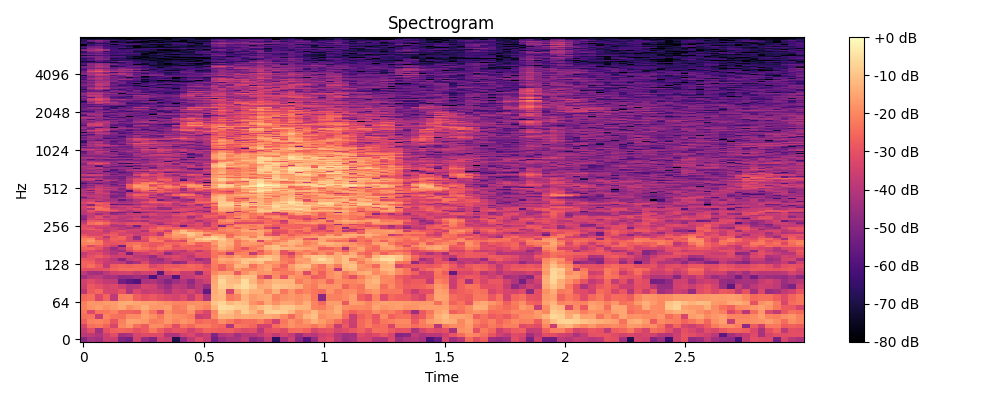 Spectrogram
Hz
4096
2048
1024
512
256
128
64
0
0
0.5
1
1.5
2
2.5
Time
+0 dB
-10 dB
-20 dB
-30 dB
-40 dB
-50 dB
-60 dB
-70 dB
-80 dB